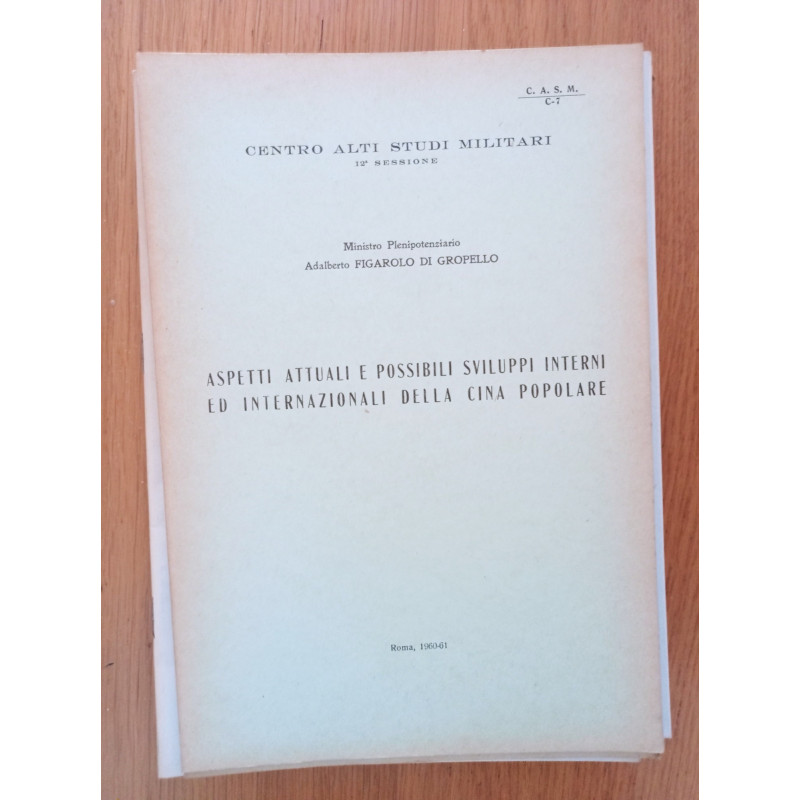 C. A. S. M.
C-7
CENTRO ALTI STUDI MILITARI
12ª SESSIONE
Ministro Plenipotenziario
Adalberto FIGAROLO DI GROPELLO
ASPETTI ATTUALI E POSSIBILI SVILUPPI INTERNI
ED INTERNAZIONALI DELLA CINA POPOLARE
Roma, 1960-61